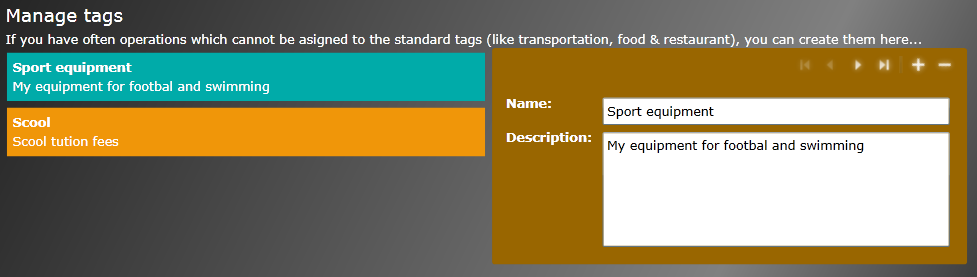 Manage tags
If you have often operations which cannot be asigned to the standard tags (like transportation, food & restaurant), you can create them here...
Sport equipment
My equipment for footbal and swimming
Scool
Scool tution fees
Name:
Sport equipment
Description:
My equipment for footbal and swimming